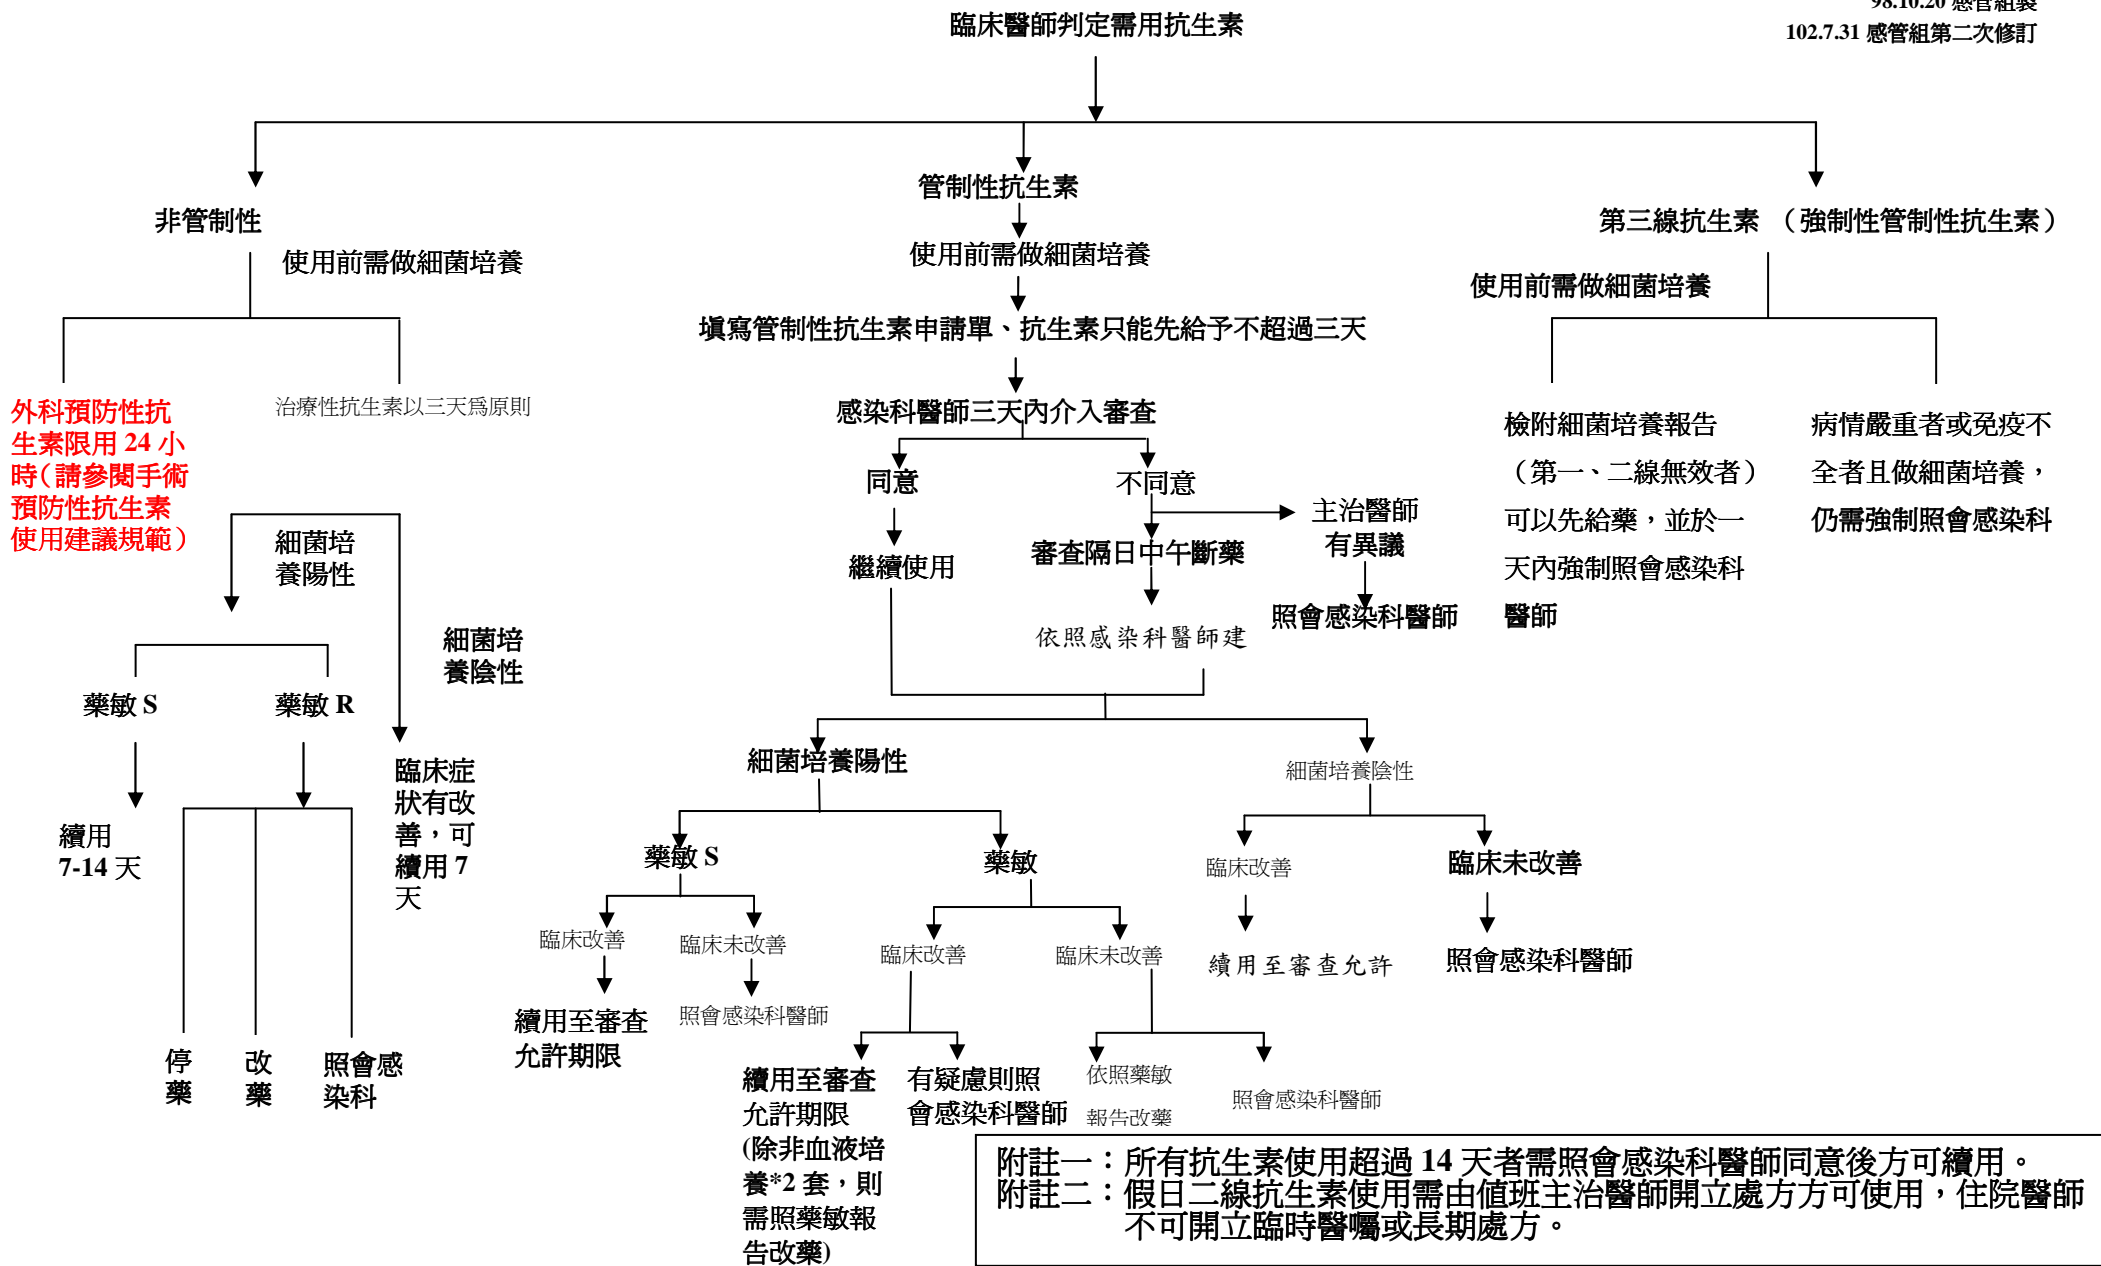 98.10.20 感管組製
102.7.31 感管組第二次修訂
臨床醫師判定需用抗生素
非管制性
使用前需做細菌培養
外科預防性抗
生素限用 24 小
時（請參閱手術
預防性抗生素
使用建議規範）
治療性抗生素以三天為原則
細菌培
養陽性
細菌培
養陰性
藥敏 S
藥敏 R
續用
7-14 天
停
藥
改
藥
照會感
染科
臨床症
狀有改
善，可
續用 7
天
管制性抗生素
使用前需做細菌培養
填寫管制性抗生素申請單、抗生素只能先給予不超過三天
感染科醫師三天內介入審查
同意
不同意
繼續使用
審查隔日中午斷藥
主治醫師
有異議
照會感染科醫師
依照感染科醫師建
細菌培養陽性
細菌培養陰性
藥敏 S
藥敏
臨床改善
臨床未改善
臨床改善
臨床未改善
臨床改善
臨床未改善
續用至審查
允許期限
照會感染科醫師
續用至審查
允許期限
(除非血液培
養*2 套，則
需照藥敏報
告改藥)
有疑慮則照
會感染科醫師
依照藥敏
報告改藥
照會感染科醫師
續用至審查允許
照會感染科醫師
第三線抗生素 （強制性管制性抗生素）
使用前需做細菌培養
檢附細菌培養報告
（第一、二線無效者）
可以先給藥，並於一
天內強制照會感染科
醫師
病情嚴重者或免疫不
全者且做細菌培養，
仍需強制照會感染科
附註一：所有抗生素使用超過 14 天者需照會感染科醫師同意後方可續用。
附註二：假日二線抗生素使用需由值班主治醫師開立處方方可使用，住院醫師
不可開立臨時醫囑或長期處方。